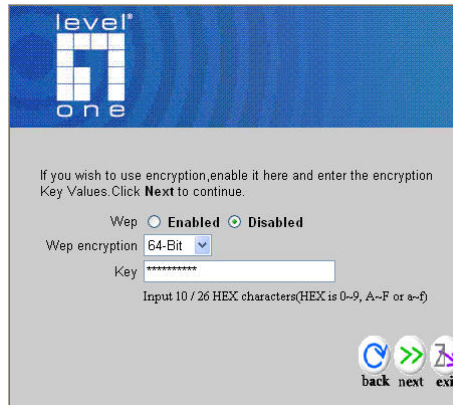 level®
one
If you wish to use encryption,enable it here and enter the encryption
Key Values.Click Next to continue.
Wep Enabled Disabled
Wep encryption 64-Bit
Key **********
Input 10 / 26 HEX characters(HEX is 0~9, A~F or a~f)
back next exi